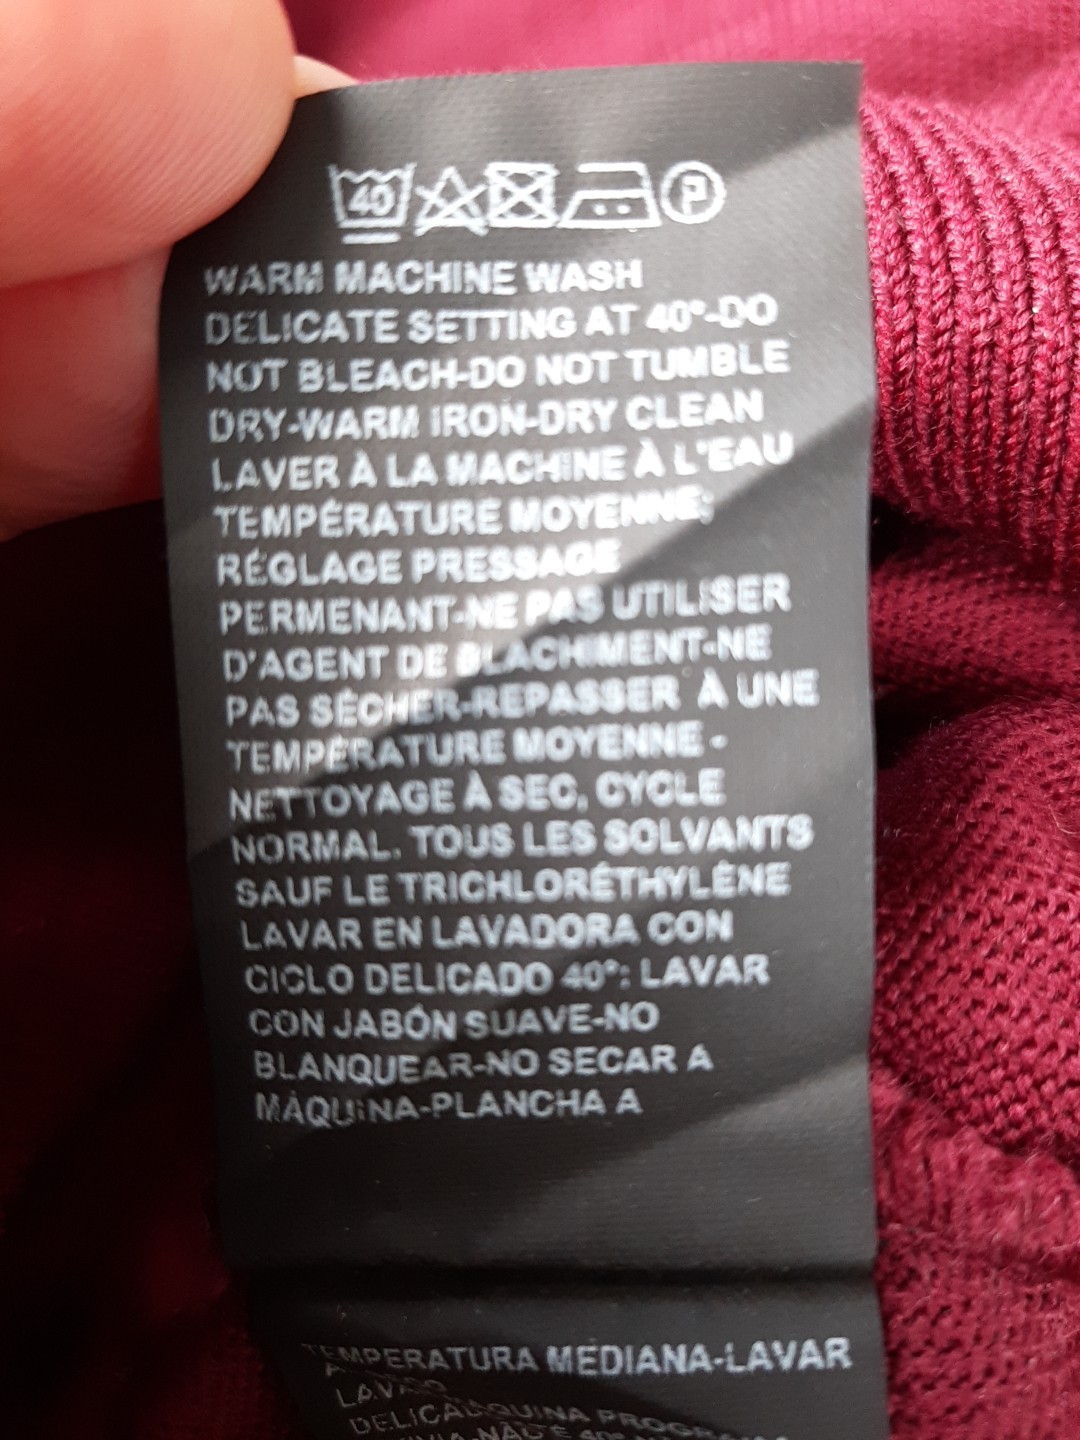 40 P
WARM MACHINE WASH
DELICATE SETTING AT 40°-DO
NOT BLEACH-DO NOT TUMBLE
DRY-WARM IRON-DRY CLEAN
LAVER À LA MACHINE À L'EAU
TEMPÉRATURE MOYENNE;
RÉGLAGE PRESSAGE
PERMENANT-NE PAS UTILISER
D'AGENT DE BLACHIMENT-NE
PAS SÉCHER-REPASSER À UNE
TEMPÉRATURE MOYENNE -
NETTOYAGE À SEC, CYCLE
NORMAL. TOUS LES SOLVANTS
SAUF LE TRICHLORÉTHYLÈNE
LAVAR EN LAVADORA CON
CICLO DELICADO 40°: LAVAR
CON JABÓN SUAVE-NO
BLANQUEAR-NO SECAR A
MÁQUINA-PLANCHA A
TEMPERATURA MEDIANA-LAVAR